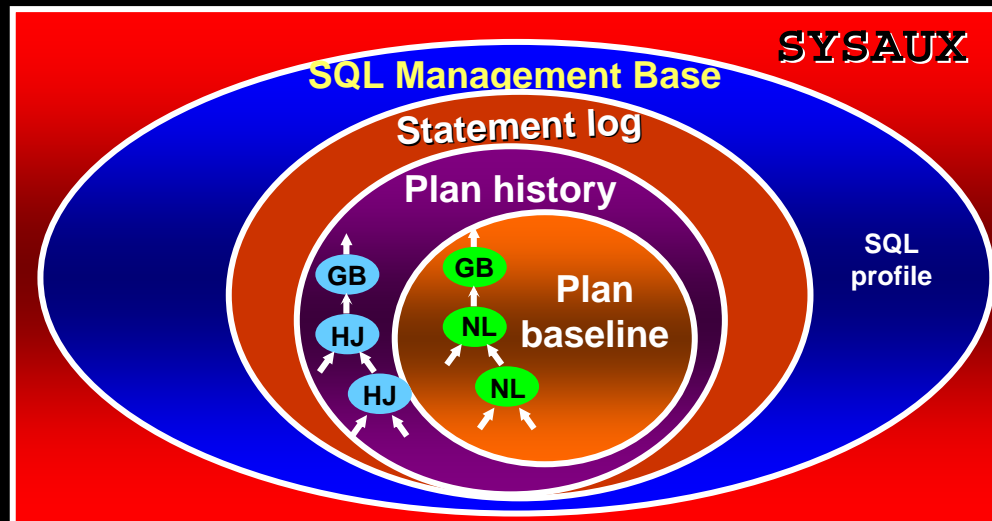 SYSAUX
SQL Management Base
Statement log
Plan history
GB
HJ
HJ
GB
NL
NL
Plan
baseline
SQL
profile